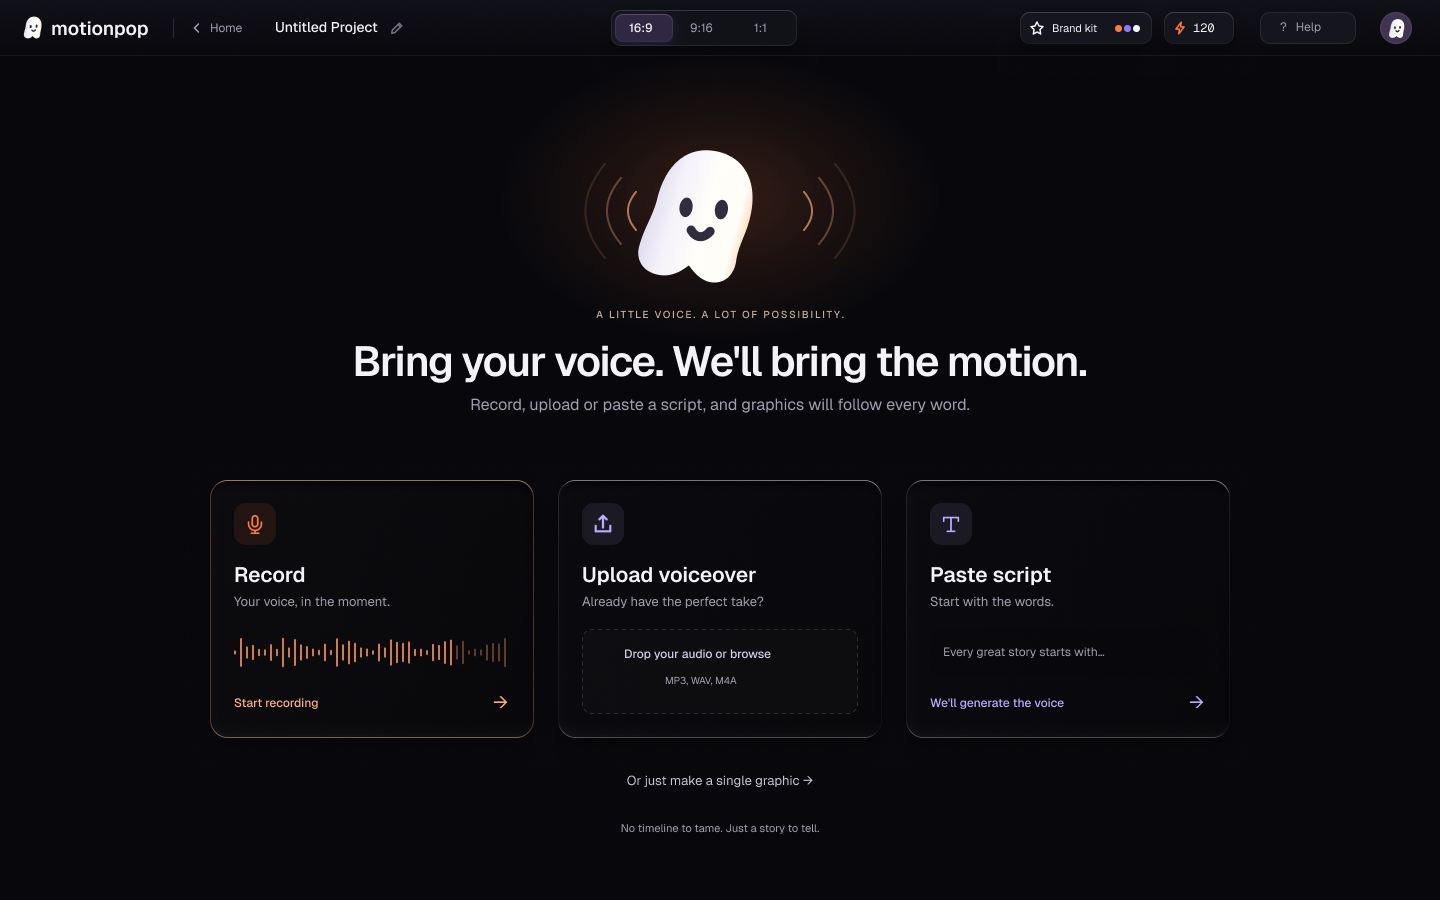 motionpop
Home
Untitled Project
16:9
9:16
1:1
Brand kit
120
? Help
A LITTLE VOICE. A LOT OF POSSIBILITY.
Bring your voice. We'll bring the motion.
Record, upload or paste a script, and graphics will follow every word.
Record
Your voice, in the moment.
Start recording
Upload voiceover
Already have the perfect take?
Drop your audio or browse
MP3, WAV, M4A
Paste script
Start with the words.
Every great story starts with...
We'll generate the voice
Or just make a single graphic →
No timeline to tame. Just a story to tell.